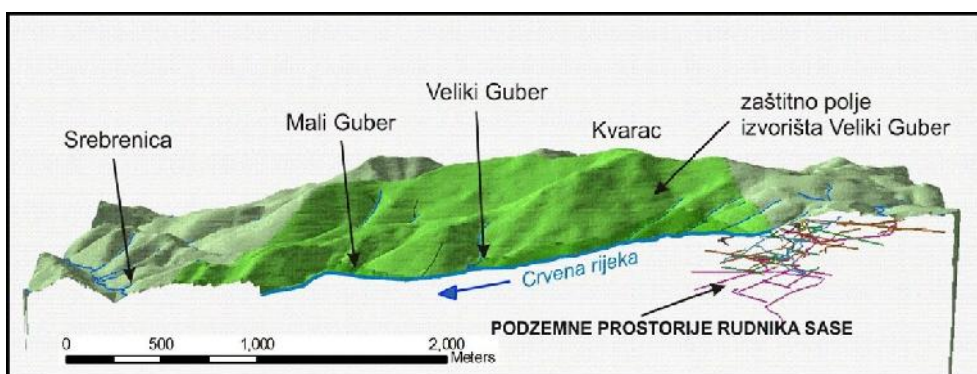 Srebrenica
Mali Guber
Veliki Guber
Kvarac
zaštitno polje
izvorišta Veliki Guber
Crvena rijeka
PODZEMNE PROSTORIJE RUDNIKA SASE
0 500 1,000 2,000
Meters